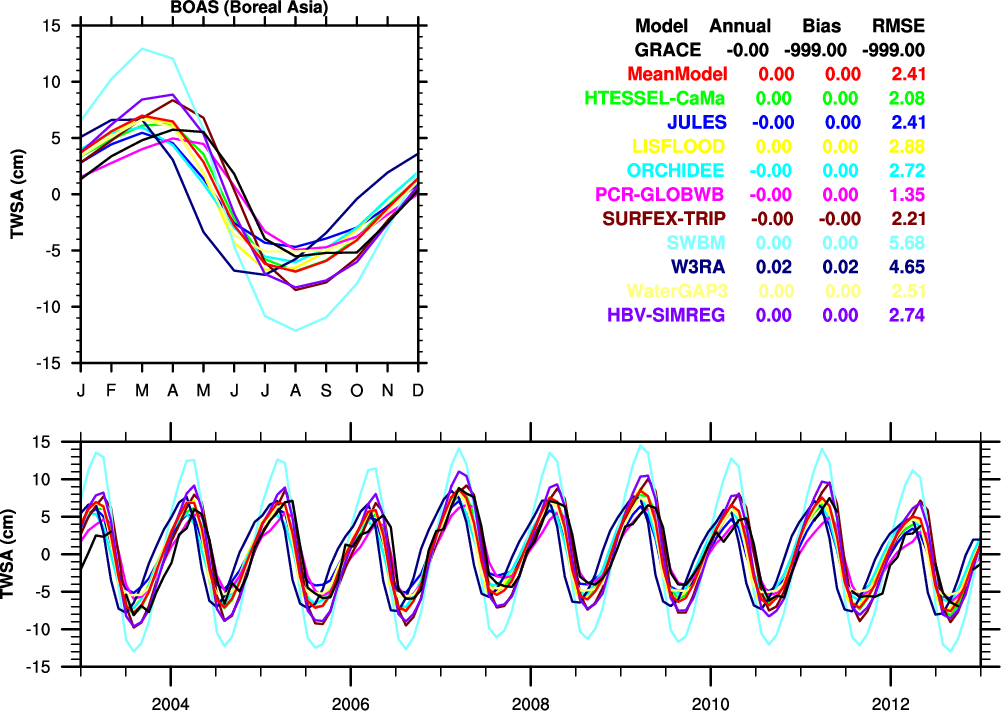 BOAS (Boreal Asia)
15
10
5
0
-5
-10
-15
TWSA (cm)
J F M A M J J A S O N D
Model Annual Bias RMSE
GRACE -0.00 -999.00 -999.00
MeanModel 0.00 0.00 2.41
HTESSEL-CaMa 0.00 0.00 2.08
JULES -0.00 0.00 2.41
LISFLOOD 0.00 0.00 2.88
ORCHIDEE -0.00 0.00 2.72
PCR-GLOBWB -0.00 0.00 1.35
SURFEX-TRIP -0.00 -0.00 2.21
SWBM 0.00 0.00 5.68
W3RA 0.02 0.02 4.65
WaterGAP3 0.00 0.00 2.51
HBV-SIMREG 0.00 0.00 2.74
15
10
5
0
-5
-10
-15
TWSA (cm)
2004 2006 2008 2010 2012